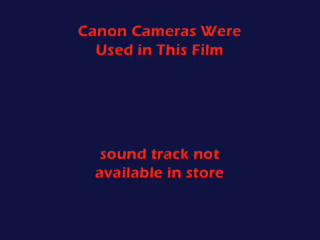 Canon Cameras Were
Used in This Film
sound track not
available in store